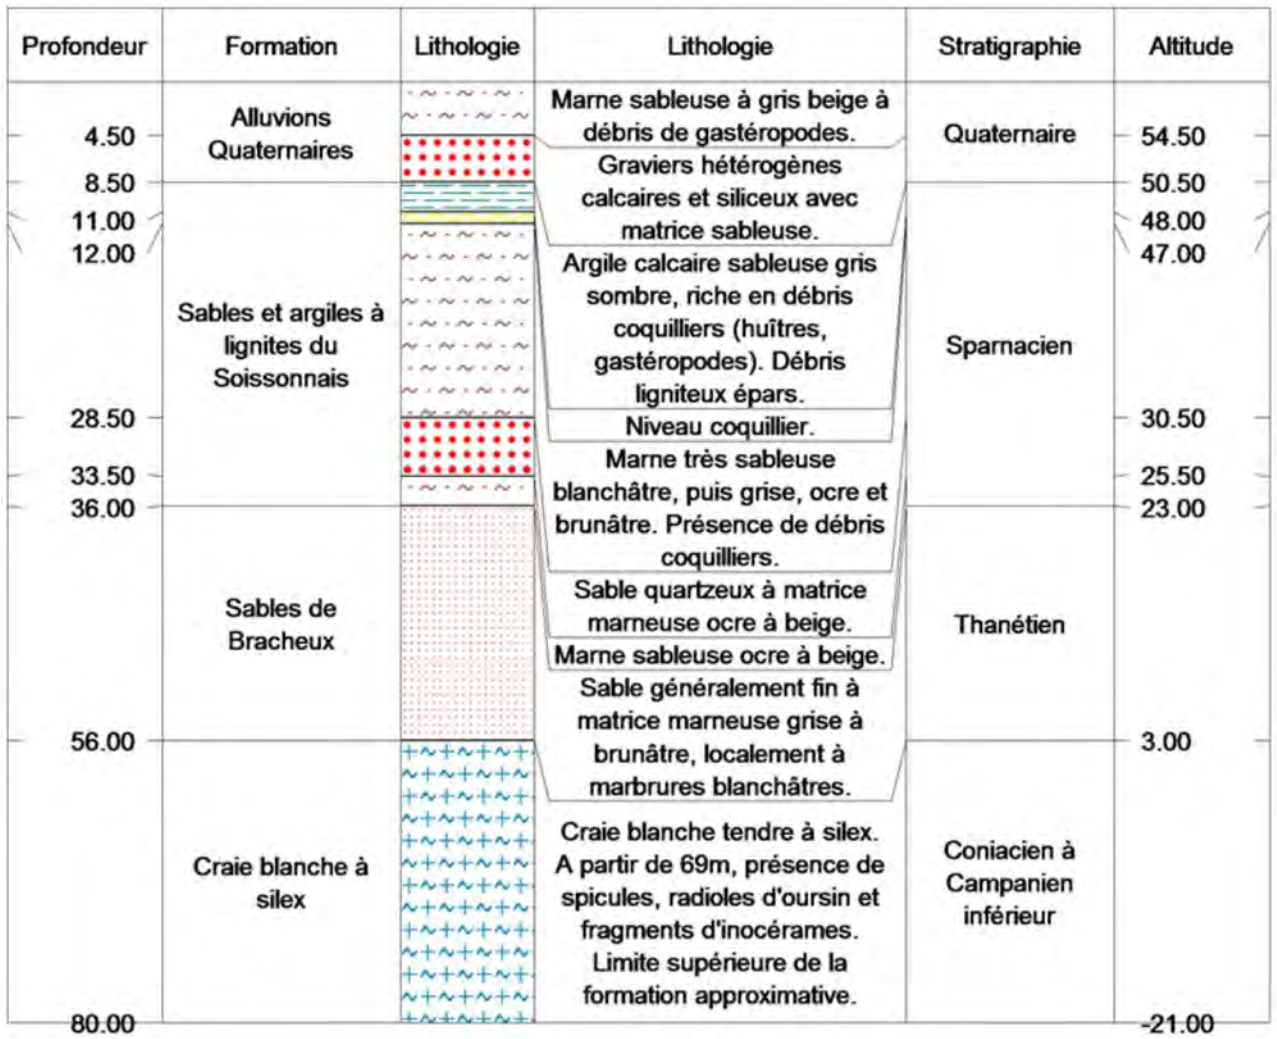 Profondeur Formation Lithologie Lithologie Stratigraphie Altitude
Marne sableuse à gris beige à
débris de gastéropodes.
Alluvions
Quaternaires
Quaternaire
4.50
54.50
Graviers hétérogènes
calcaires et siliceux avec
matrice sableuse.
8.50
50.50
11.00
48.00
12.00
47.00
Argile calcaire sableuse gris
sombre, riche en débris
coquilliers (huîtres,
gastéropodes). Débris
ligniteux épars.
Sables et argiles à
lignites du
Soissonnais
Sparnacien
Niveau coquillier.
28.50
30.50
Marne très sableuse
blanchâtre, puis grise, ocre et
brunâtre. Présence de débris
coquilliers.
33.50
25.50
36.00
23.00
Sable quartzeux à matrice
marneuse ocre à beige.
Marne sableuse ocre à beige.
Sables de
Bracheux
Thanétien
Sable généralement fin à
matrice marneuse grise à
brunâtre, localement à
marbrures blanchâtres.
56.00
3.00
Craie blanche à
silex
Craie blanche tendre à silex.
A partir de 69m, présence de
spicules, radioles d'oursin et
fragments d'inocérames.
Limite supérieure de la
formation approximative.
Coniacien à
Campanien
inférieur
80.00
-21.00